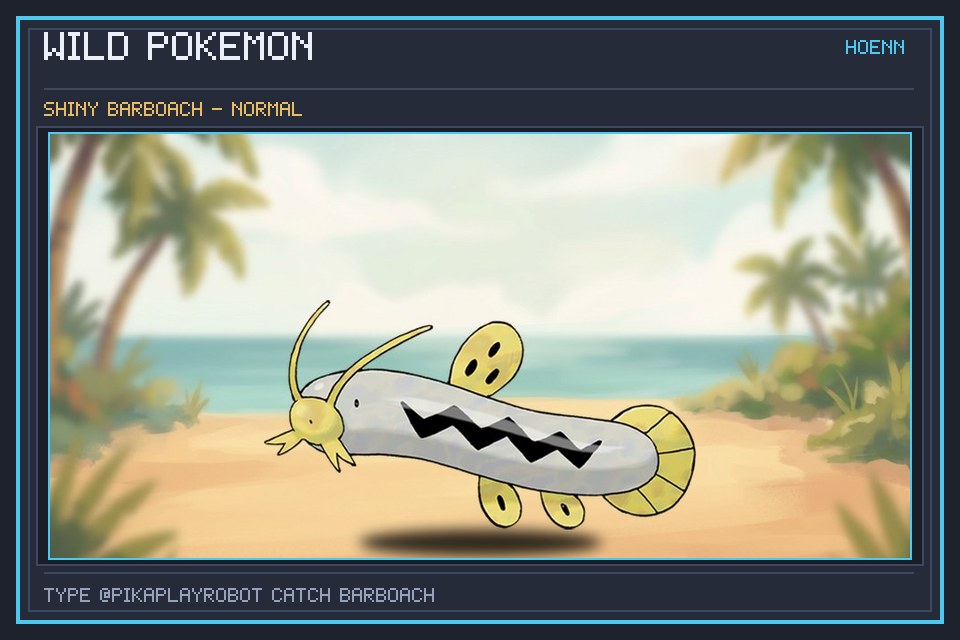 WILD POKEMON
HOENN
SHINY BARBOACH - NORMAL
TYPE @PIKAPLAYROBOT CATCH BARBOACH